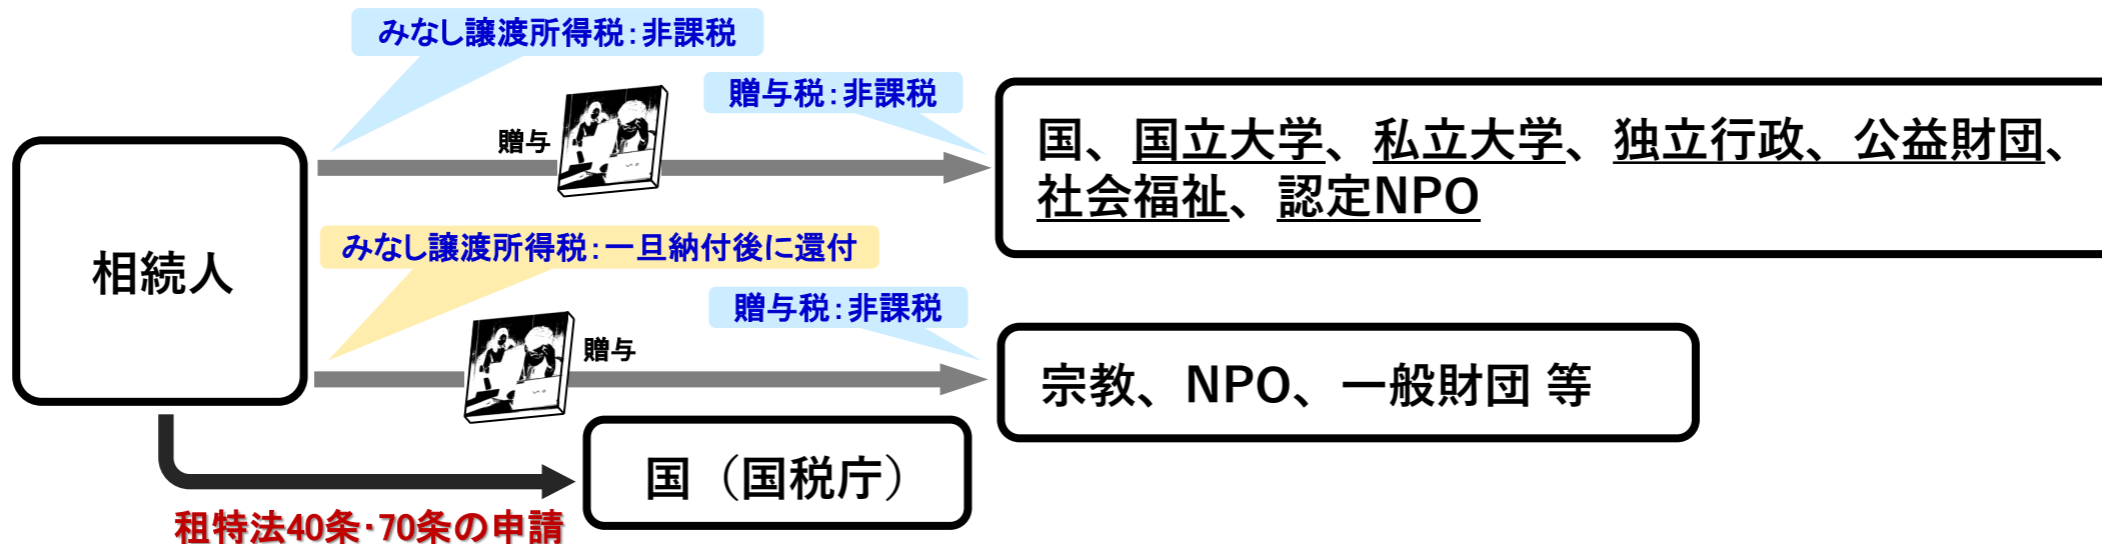 みなし譲渡所得税：非課税
贈与税：非課税
贈与
国、国立大学、私立大学、独立行政、公益財団、
社会福祉、認定NPO
相続人
みなし譲渡所得税：一旦納付後に還付
贈与税：非課税
贈与
宗教、NPO、一般財団 等
国（国税庁）
租特法40条・70条の申請